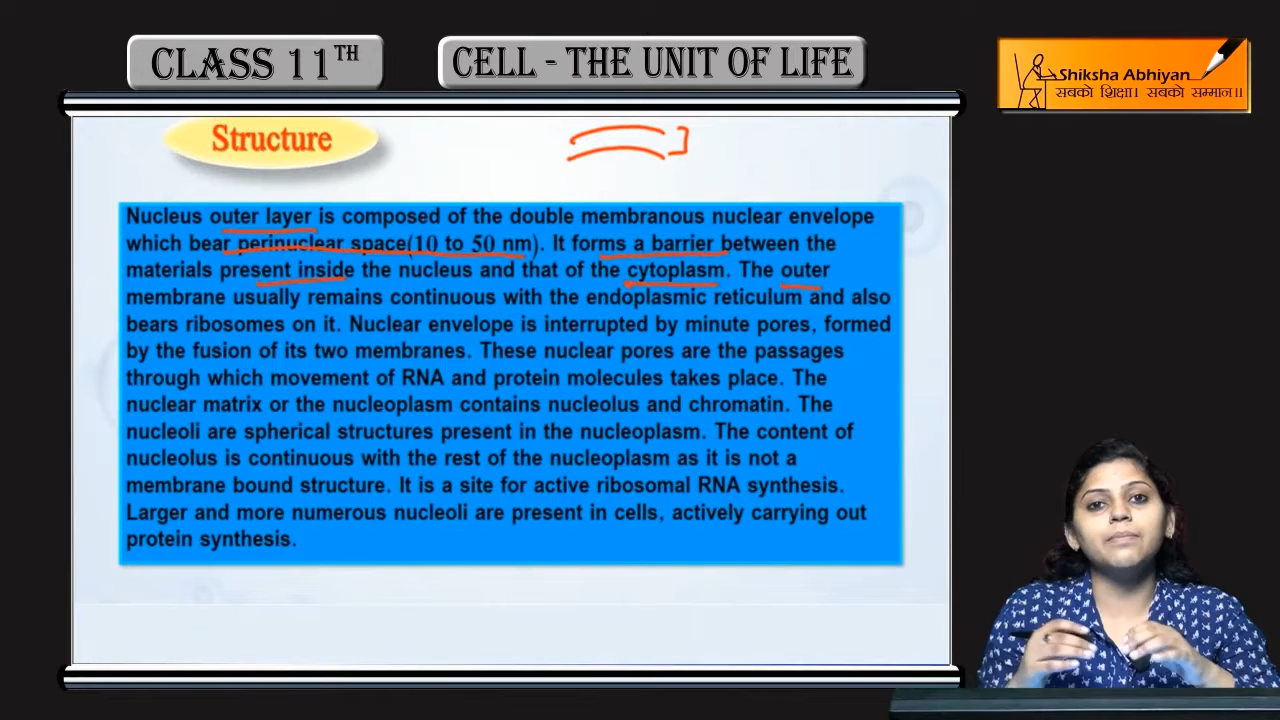 CLASS 11TH
CELL - THE UNIT OF LIFE
Shiksha Abhiyan
सबको शिक्षा। सबको सम्मान।।
Structure
Nucleus outer layer is composed of the double membranous nuclear envelope
which bear perinuclear space(10 to 50 nm). It forms a barrier between the
materials present inside the nucleus and that of the cytoplasm. The outer
membrane usually remains continuous with the endoplasmic reticulum and also
bears ribosomes on it. Nuclear envelope is interrupted by minute pores, formed
by the fusion of its two membranes. These nuclear pores are the passages
through which movement of RNA and protein molecules takes place. The
nuclear matrix or the nucleoplasm contains nucleolus and chromatin. The
nucleoli are spherical structures present in the nucleoplasm. The content of
nucleolus is continuous with the rest of the nucleoplasm as it is not a
membrane bound structure. It is a site for active ribosomal RNA synthesis.
Larger and more numerous nucleoli are present in cells, actively carrying out
protein synthesis.